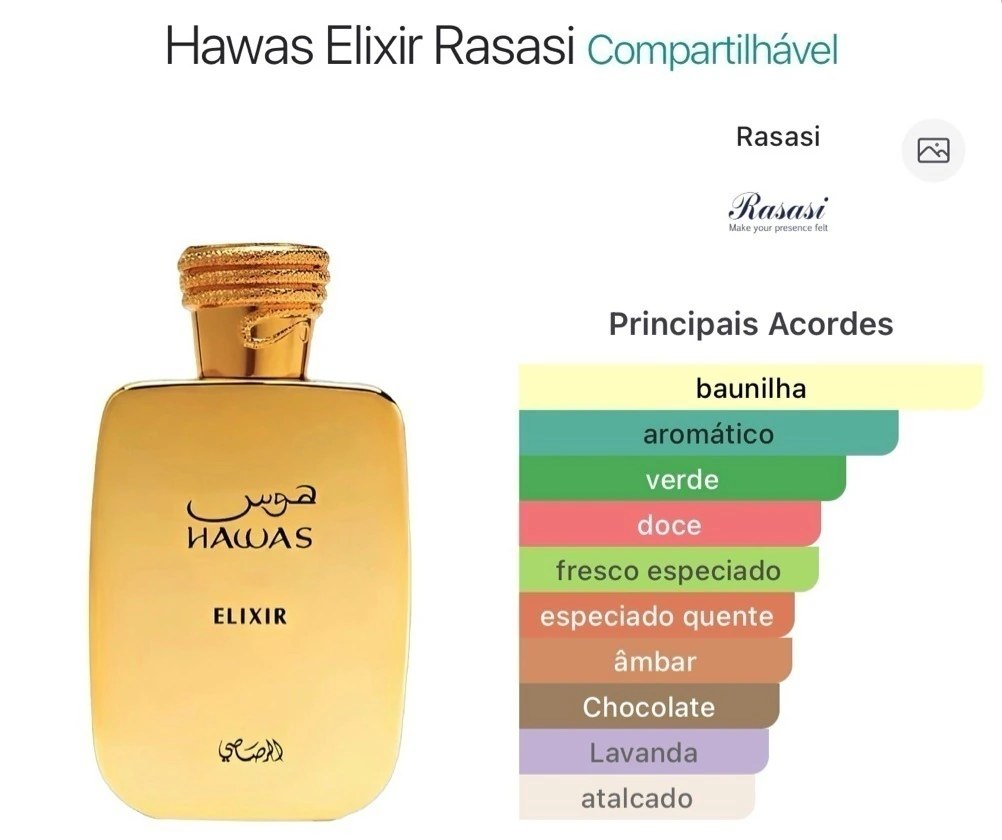 Hawas Elixir Rasasi Compartilhável
Rasasi
Rasasi
Make your presence felt
Principais Acordes
baunilha
aromático
verde
doce
fresco especiado
especiado quente
âmbar
Chocolate
Lavanda
atalcado
هوس
HAWAS
ELIXIR
الرصاصي